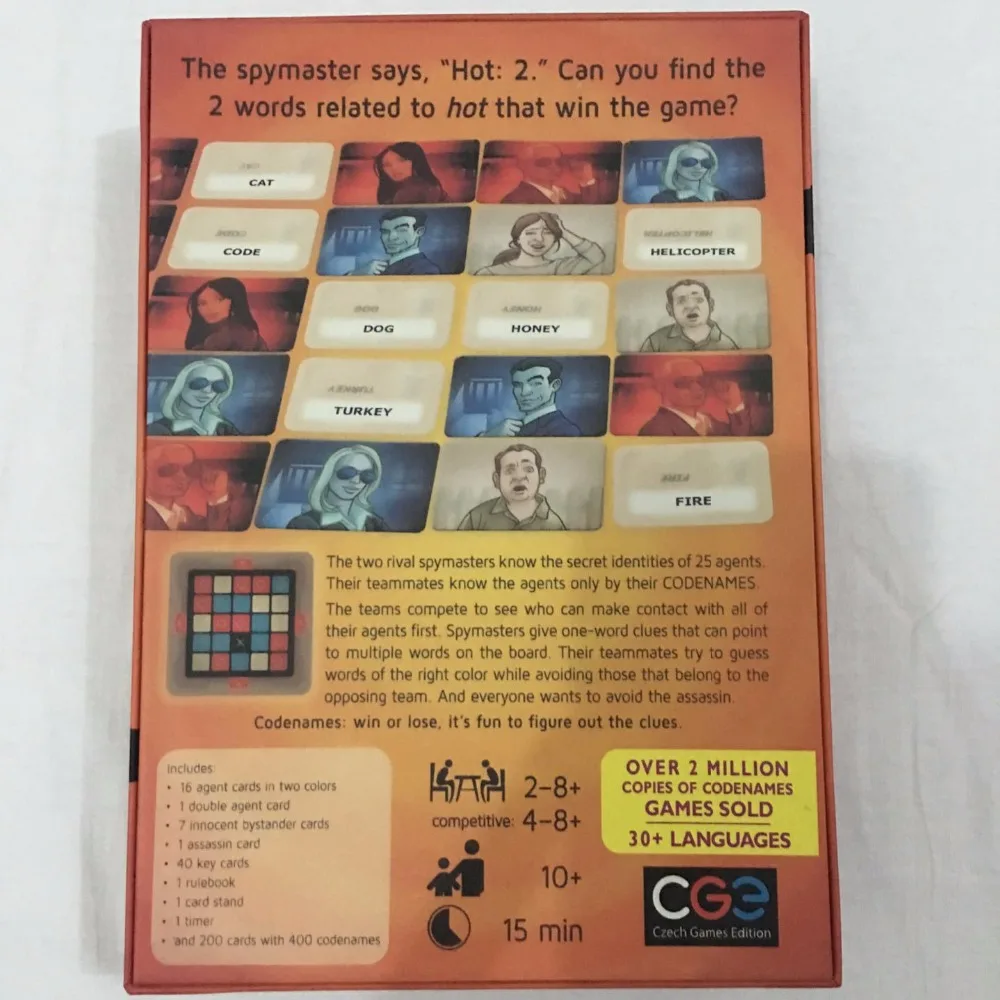 The spymaster says, “Hot: 2.” Can you find the
2 words related to hot that win the game?
CAT
CAT
CODE
CODE
HELICOPTER
HELICOPTER
DOG
DOG
HONEY
HONEY
TURKEY
TURKEY
FIRE
FIRE
The two rival spymasters know the secret identities of 25 agents.
Their teammates know the agents only by their CODENAMES.
The teams compete to see who can make contact with all of
their agents first. Spymasters give one-word clues that can point
to multiple words on the board. Their teammates try to guess
words of the right color while avoiding those that belong to the
opposing team. And everyone wants to avoid the assassin.
Codenames: win or lose, it's fun to figure out the clues.
Includes:
• 16 agent cards in two colors
• 1 double agent card
• 7 innocent bystander cards
• 1 assassin card
• 40 key cards
• 1 rulebook
• 1 card stand
• 1 timer
• and 200 cards with 400 codenames
2–8+
competitive: 4–8+
10+
15 min
OVER 2 MILLION
COPIES OF CODENAMES
GAMES SOLD
30+ LANGUAGES
CGE
Czech Games Edition